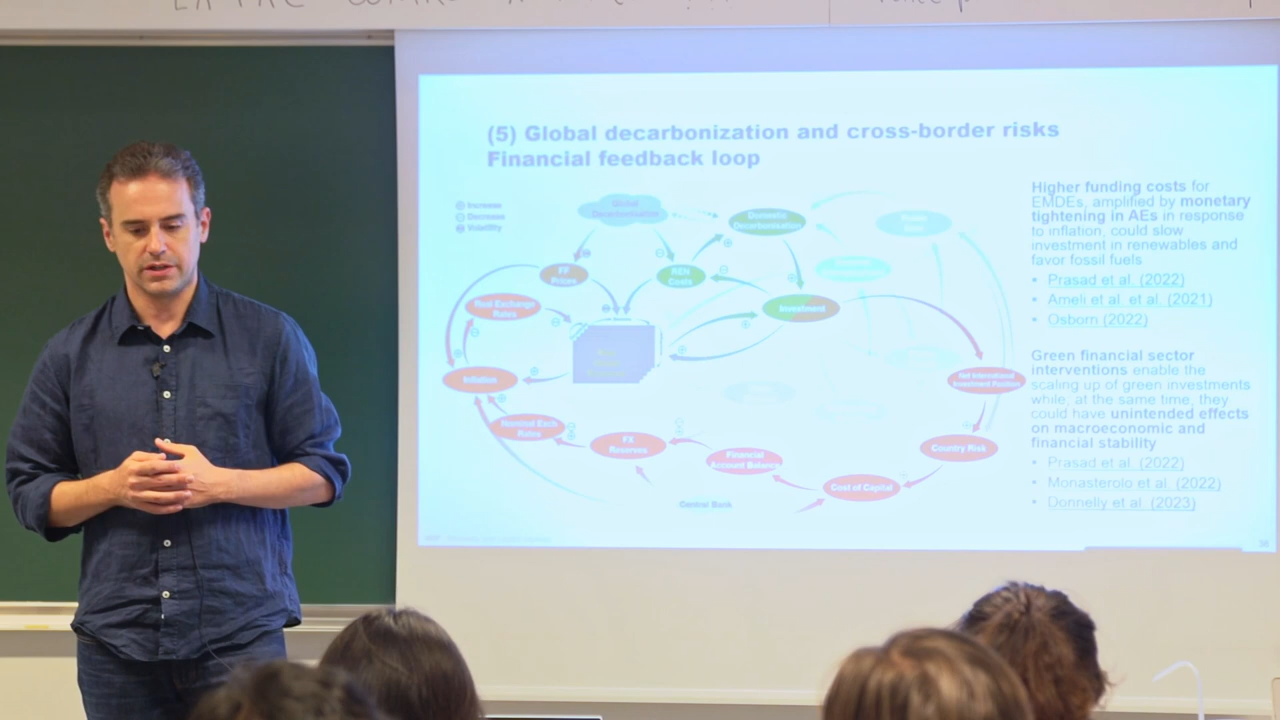 (5) Global decarbonization and cross-border risks
Financial feedback loop
Increase
Decrease
Volatility
Global
Decarbonisation
Domestic
Decarbonisation
FF
Prices
REN
Costs
Real Exchange
Rates
Investment
Inflation
Net International
Investment Position
Nominal Exch.
Rates
FX
Reserves
Financial
Account Balance
Country Risk
Cost of Capital
Central Bank
Higher funding costs for
EMDEs, amplified by monetary
tightening in AEs in response
to inflation, could slow
investment in renewables and
favor fossil fuels
• Prasad et al. (2022)
• Ameli et al. et al. (2021)
• Osborn (2022)
Green financial sector
interventions enable the
scaling up of green investments
while, at the same time, they
could have unintended effects
on macroeconomic and
financial stability
• Prasad et al. (2022)
• Monasterolo et al. (2022)
• Donnelly et al. (2023)